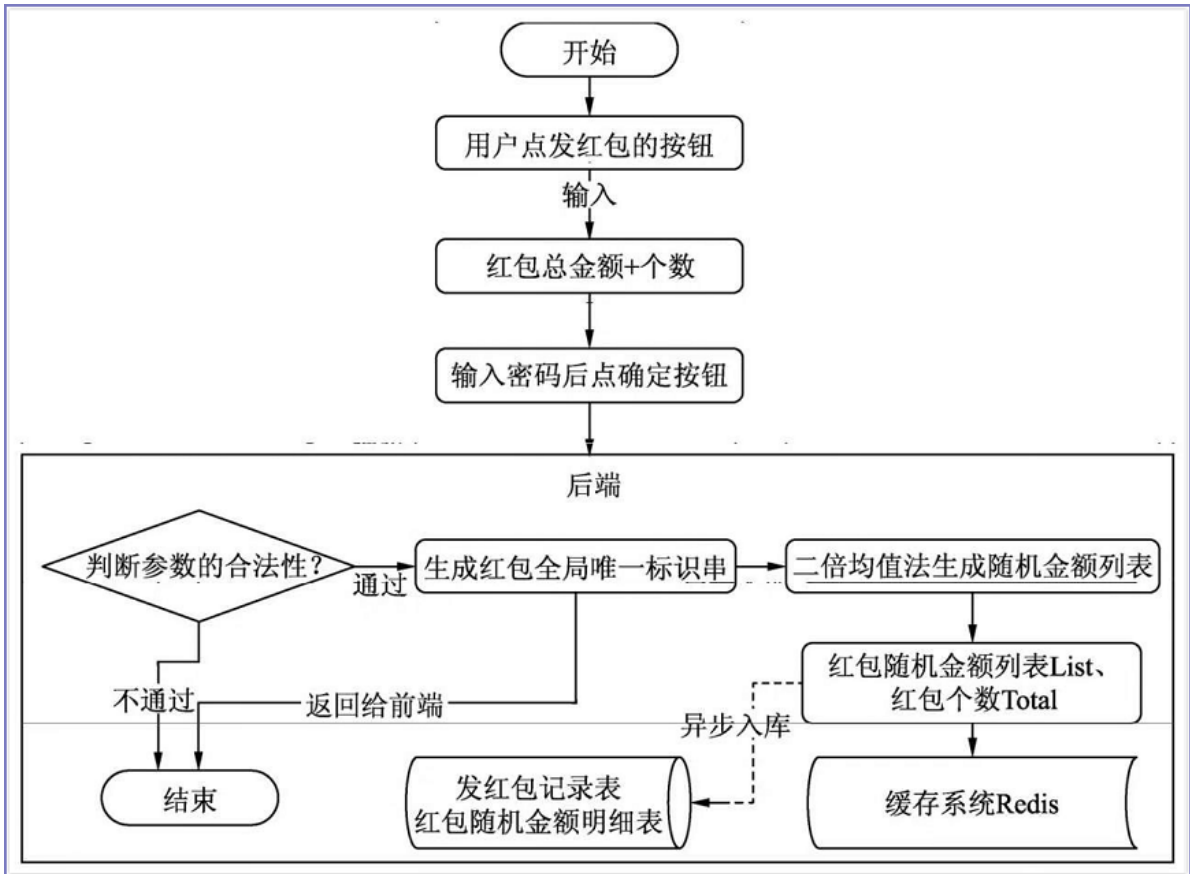 开始
用户点发红包的按钮
输入
红包总金额+个数
输入密码后点确定按钮
后端
判断参数的合法性?
通过
生成红包全局唯一标识串
二倍均值法生成随机金额列表
红包随机金额列表List、
红包个数Total
不通过
返回给前端
异步入库
结束
发红包记录表
红包随机金额明细表
缓存系统Redis